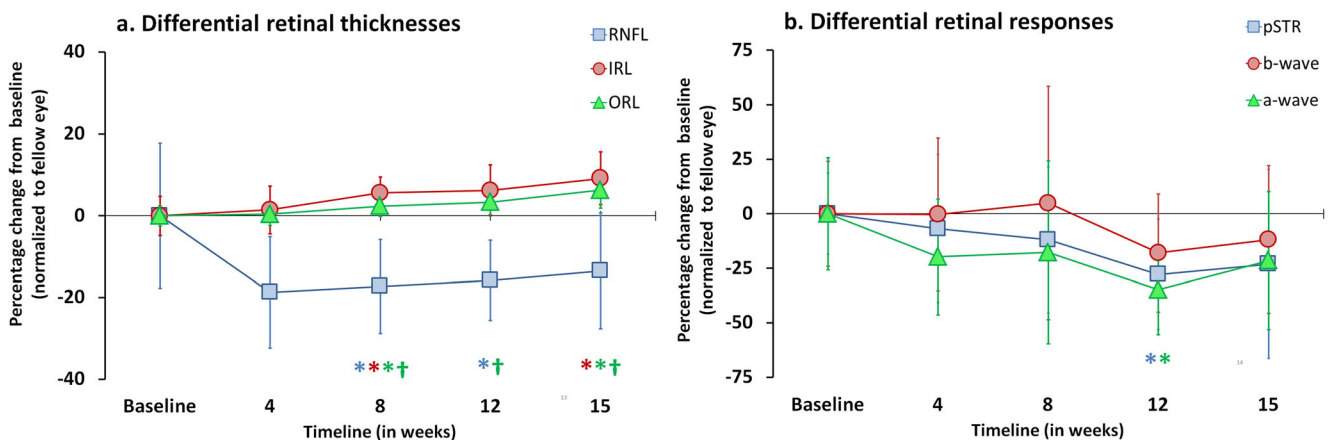 a. Differential retinal thicknesses
RNFL
IRL
ORL
Percentage change from baseline
(normalized to fellow eye)
40
20
0
-20
-40
***†
*†
**†
13
Baseline
4
8
12
15
Timeline (in weeks)
b. Differential retinal responses
pSTR
b-wave
a-wave
Percentage change from baseline
(normalized to fellow eye)
75
50
25
0
-25
-50
-75
**
14
Baseline
4
8
12
15
Timeline (in weeks)